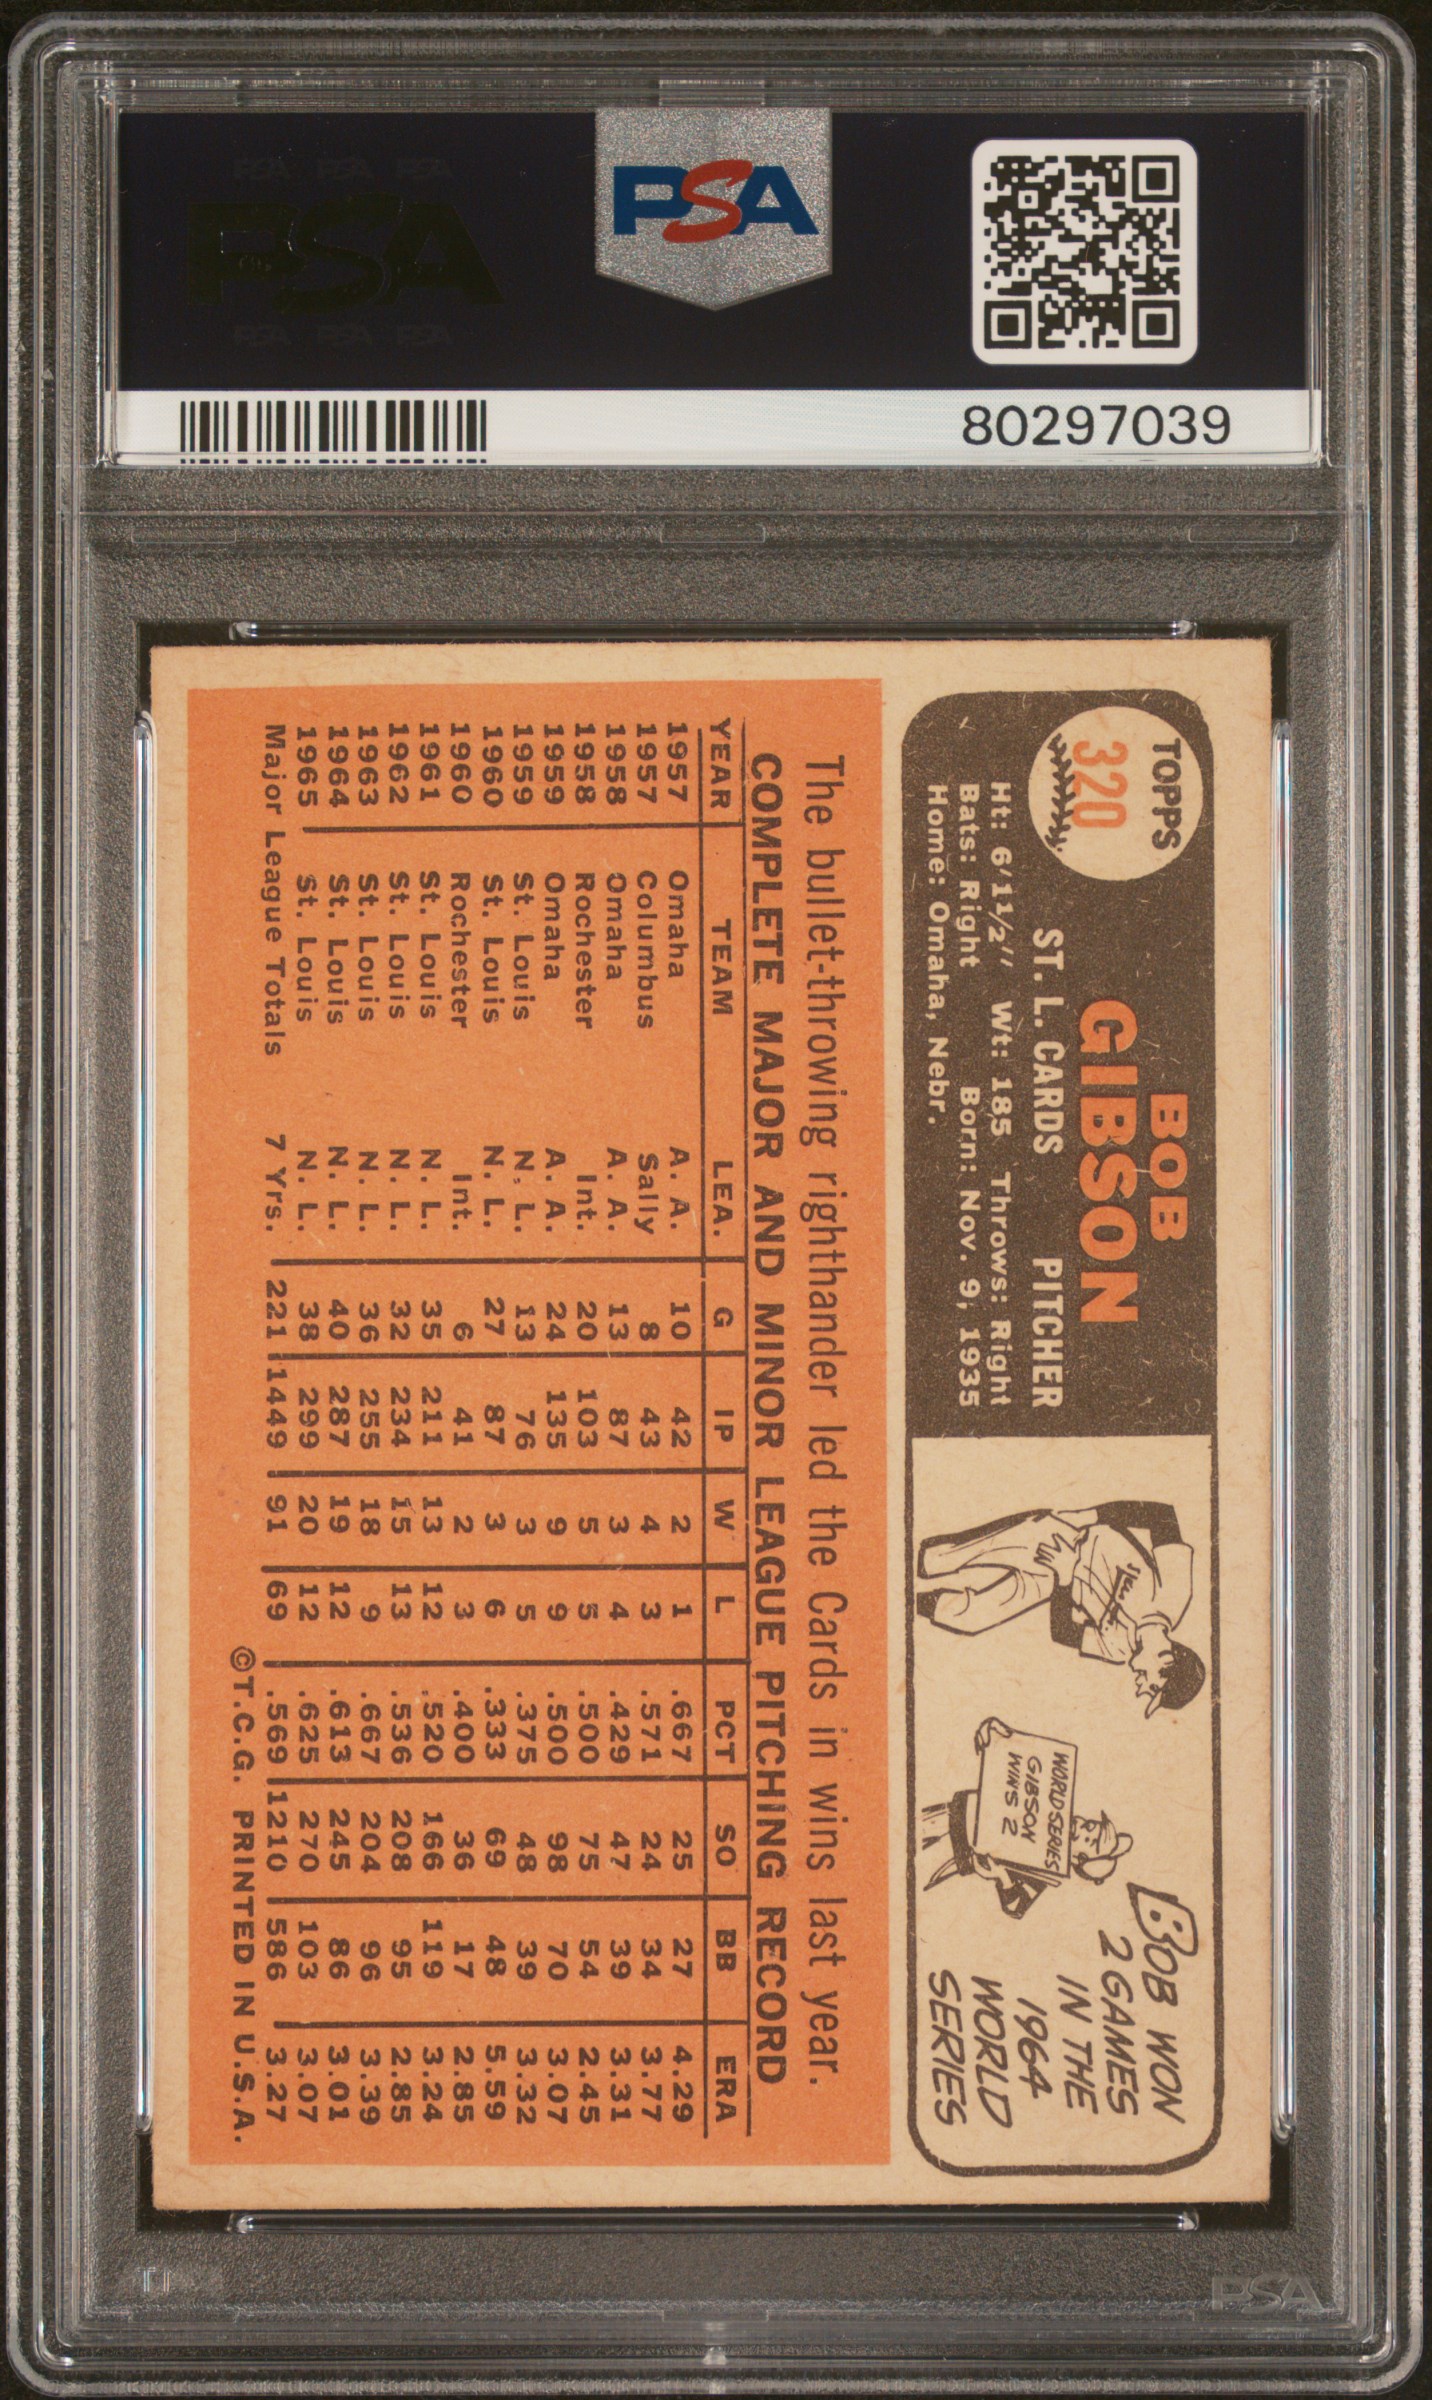 PSA PSA PSA
PSA
PSA PSA PSA
PSA
80297039
TOPPS
320
BOB
GIBSON
ST. L. CARDS PITCHER
Ht: 6'11/2" Wt: 185 Throws: Right
Bats: Right Born: Nov. 9, 1935
Home: Omaha, Nebr.
WORLD SERIES
GIBSON
WINS 2
BOB WON
2 GAMES
IN THE
1964
WORLD
SERIES
The bullet-throwing righthander led the Cards in wins last year.
COMPLETE MAJOR AND MINOR LEAGUE PITCHING RECORD
YEAR TEAM LEA. G IP W L PCT SO BB ERA
1957 Omaha A. A. 10 42 2 1 .667 25 27 4.29
1957 Columbus Sally 8 43 4 3 .571 24 34 3.77
1958 Omaha A. A. 13 87 3 4 .429 47 39 3.31
1958 Rochester Int. 20 103 5 5 .500 75 54 2.45
1959 Omaha A. A. 24 135 9 9 .500 98 70 3.07
1959 St. Louis N. L. 13 76 3 5 .375 48 39 3.32
1960 St. Louis N. L. 27 87 3 6 .333 69 48 5.59
1960 Rochester Int. 6 41 2 3 .400 36 17 2.85
1961 St. Louis N. L. 35 211 13 12 .520 166 119 3.24
1962 St. Louis N. L. 32 234 15 13 .536 208 95 2.85
1963 St. Louis N. L. 36 255 18 9 .667 204 96 3.39
1964 St. Louis N. L. 40 287 19 12 .613 245 86 3.01
1965 St. Louis N. L. 38 299 20 12 .625 270 103 3.07
Major League Totals 7 Yrs. 221 1449 91 69 .569 1210 586 3.27
©T.C.G. PRINTED IN U.S.A.
PSA